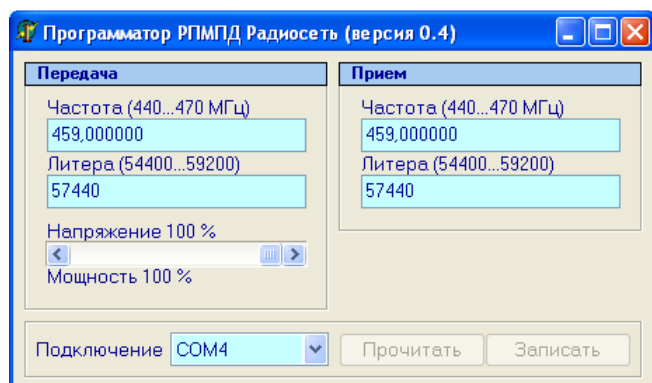 Программатор РПМПД Радиосеть (версия 0.4)
Передача
Частота (440...470 МГц)
459,000000
Литера (54400...59200)
57440
Напряжение 100 %
Мощность 100 %
Прием
Частота (440...470 МГц)
459,000000
Литера (54400...59200)
57440
Подключение COM4 Прочитать Записать